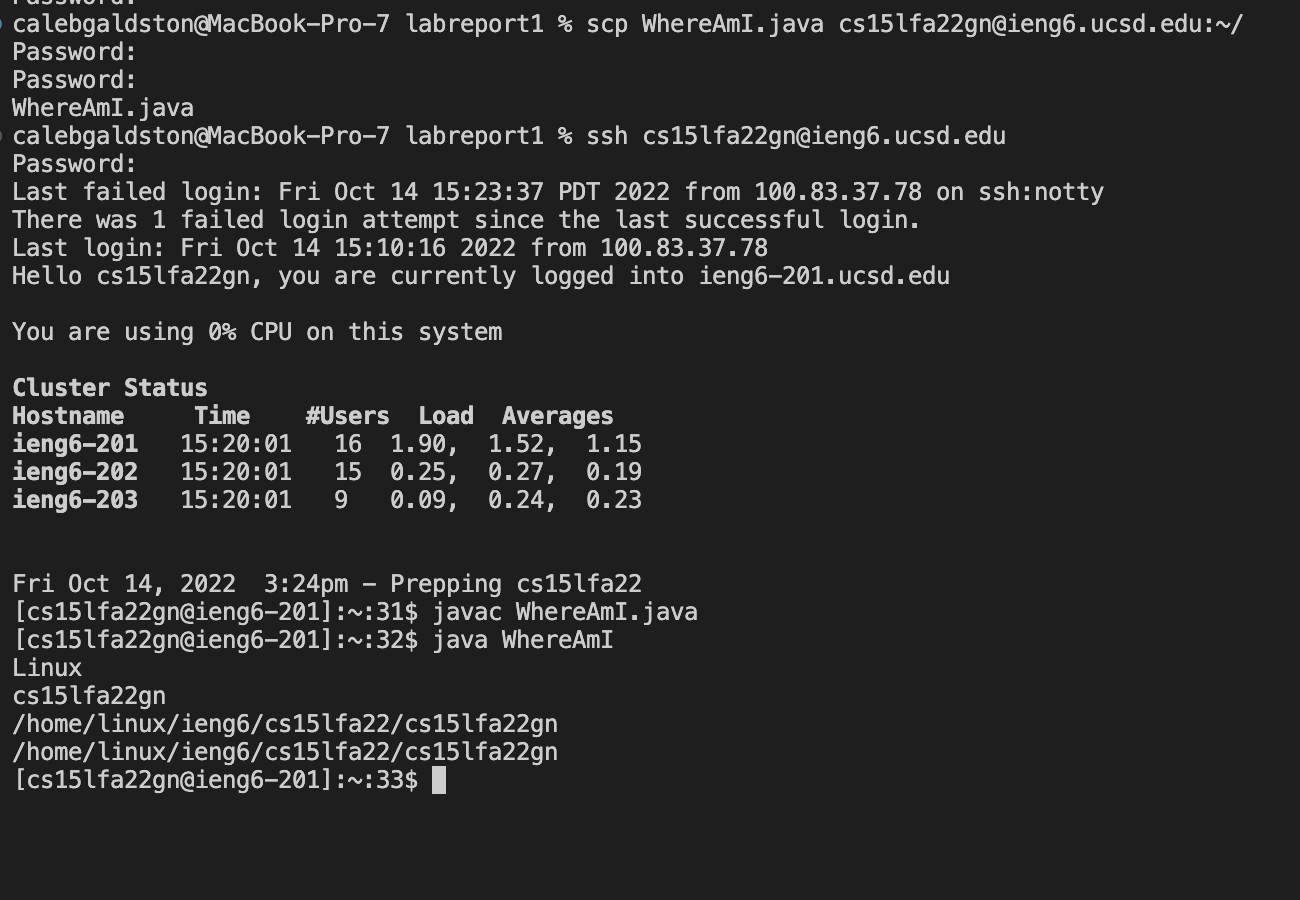 Password:
calebgaldston@MacBook-Pro-7 labreport1 % scp WhereAmI.java cs15lfa22gn@ieng6.ucsd.edu:~/
Password:
Password:
WhereAmI.java
calebgaldston@MacBook-Pro-7 labreport1 % ssh cs15lfa22gn@ieng6.ucsd.edu
Password:
Last failed login: Fri Oct 14 15:23:37 PDT 2022 from 100.83.37.78 on ssh:notty
There was 1 failed login attempt since the last successful login.
Last login: Fri Oct 14 15:10:16 2022 from 100.83.37.78
Hello cs15lfa22gn, you are currently logged into ieng6-201.ucsd.edu
You are using 0% CPU on this system
Cluster Status
Hostname     Time    #Users  Load  Averages
ieng6-201   15:20:01   16  1.90,  1.52,  1.15
ieng6-202   15:20:01   15  0.25,  0.27,  0.19
ieng6-203   15:20:01   9   0.09,  0.24,  0.23
Fri Oct 14, 2022  3:24pm - Prepping cs15lfa22
[cs15lfa22gn@ieng6-201]:~:31$ javac WhereAmI.java
[cs15lfa22gn@ieng6-201]:~:32$ java WhereAmI
Linux
cs15lfa22gn
/home/linux/ieng6/cs15lfa22/cs15lfa22gn
/home/linux/ieng6/cs15lfa22/cs15lfa22gn
[cs15lfa22gn@ieng6-201]:~:33$